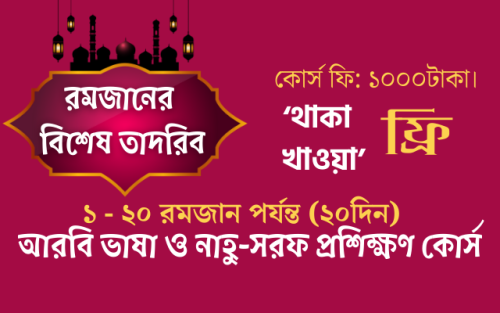 রমজানের
বিশেষ তাদরিব
কোর্স ফি: ১০০০টাকা।
‘থাকা
খাওয়া’
ফ্রি
১ - ২০ রমজান পর্যন্ত (২০দিন)
আরবি ভাষা ও নাহু-সরফ প্রশিক্ষণ কোর্স